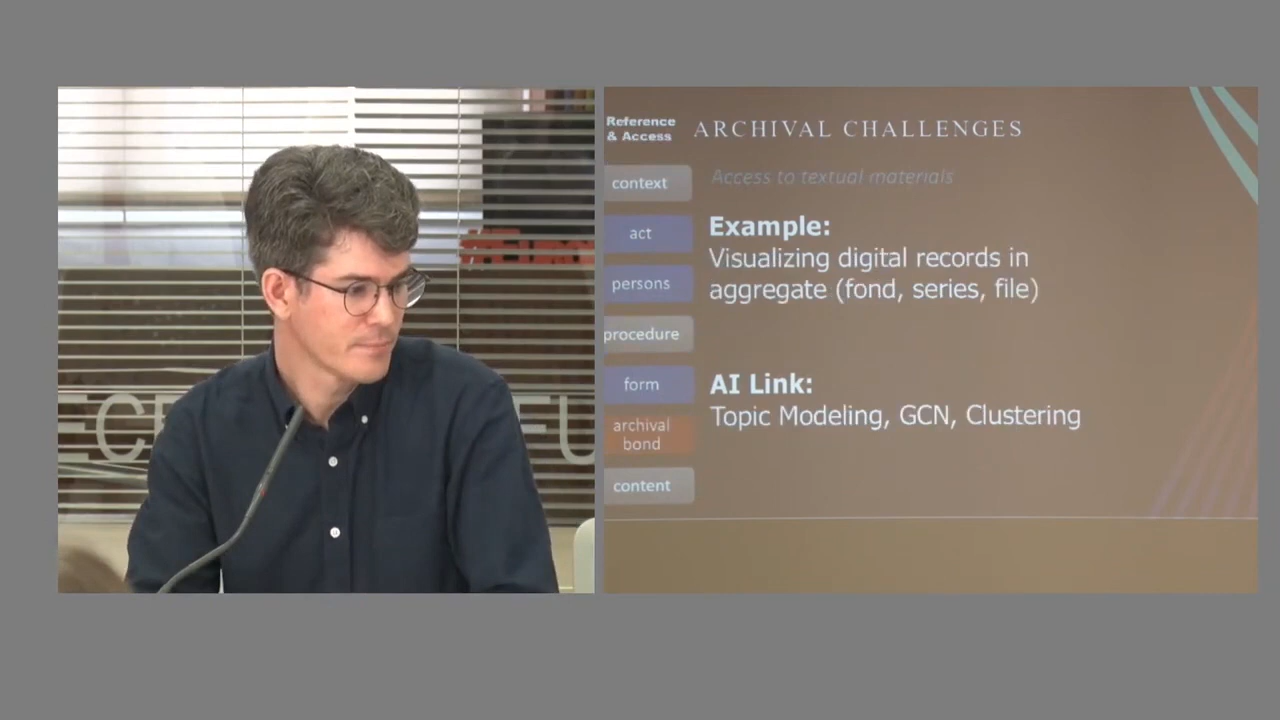 Reference
& Access
ARCHIVAL CHALLENGES
context
Access to textual materials
act
Example:
persons
Visualizing digital records in
aggregate (fond, series, file)
procedure
form
AI Link:
archival
bond
Topic Modeling, GCN, Clustering
content